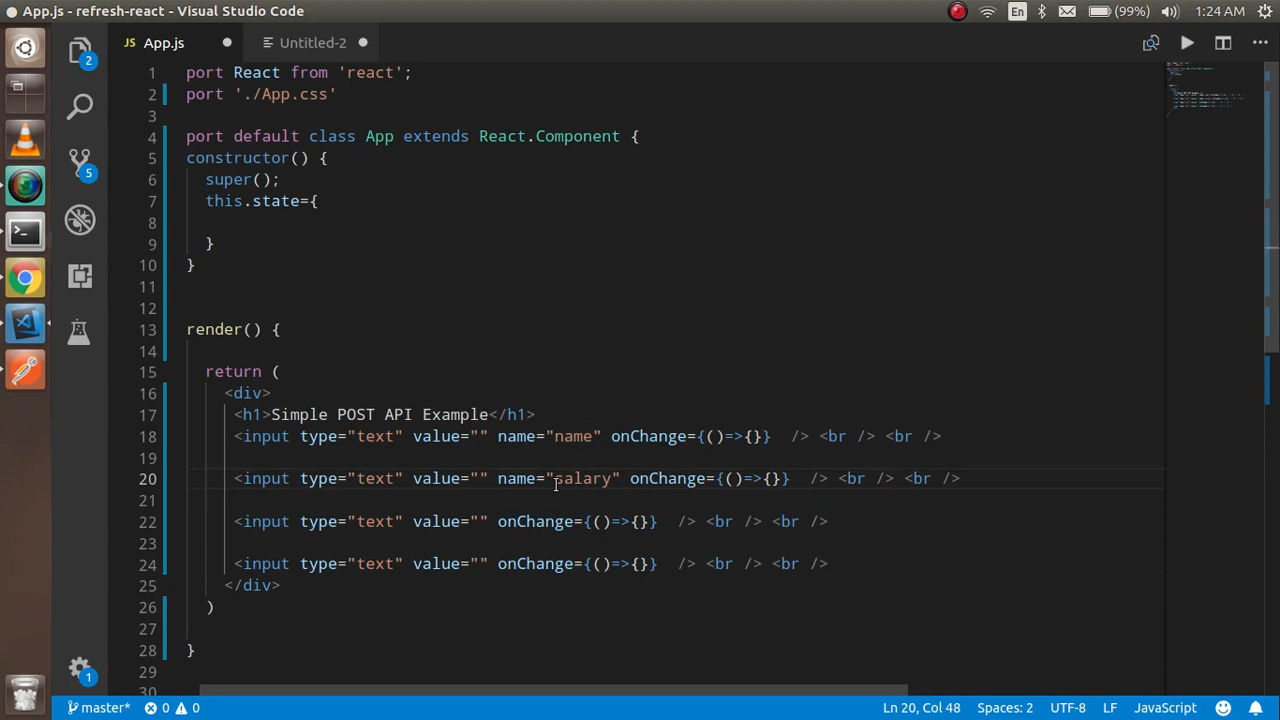 App.js - refresh-react - Visual Studio Code
En
(99%)
1:24 AM
JS App.js
Untitled-2
2
5
1
1 port React from 'react';
2 port './App.css'
3
4 port default class App extends React.Component {
5 constructor() {
6 super();
7 this.state={
8
9 }
10 }
11
12
13 render() {
14
15 return (
16 <div>
17 <h1>Simple POST API Example</h1>
18 <input type="text" value="" name="name" onChange={()=>{}} /> <br /> <br />
19
20 <input type="text" value="" name="salary" onChange={()=>{}} /> <br /> <br />
21
22 <input type="text" value="" onChange={()=>{}} /> <br /> <br />
23
24 <input type="text" value="" onChange={()=>{}} /> <br /> <br />
25 </div>
26 )
27
28 }
29
30
master*
0
0
Ln 20, Col 48
Spaces: 2
UTF-8
LF
JavaScript